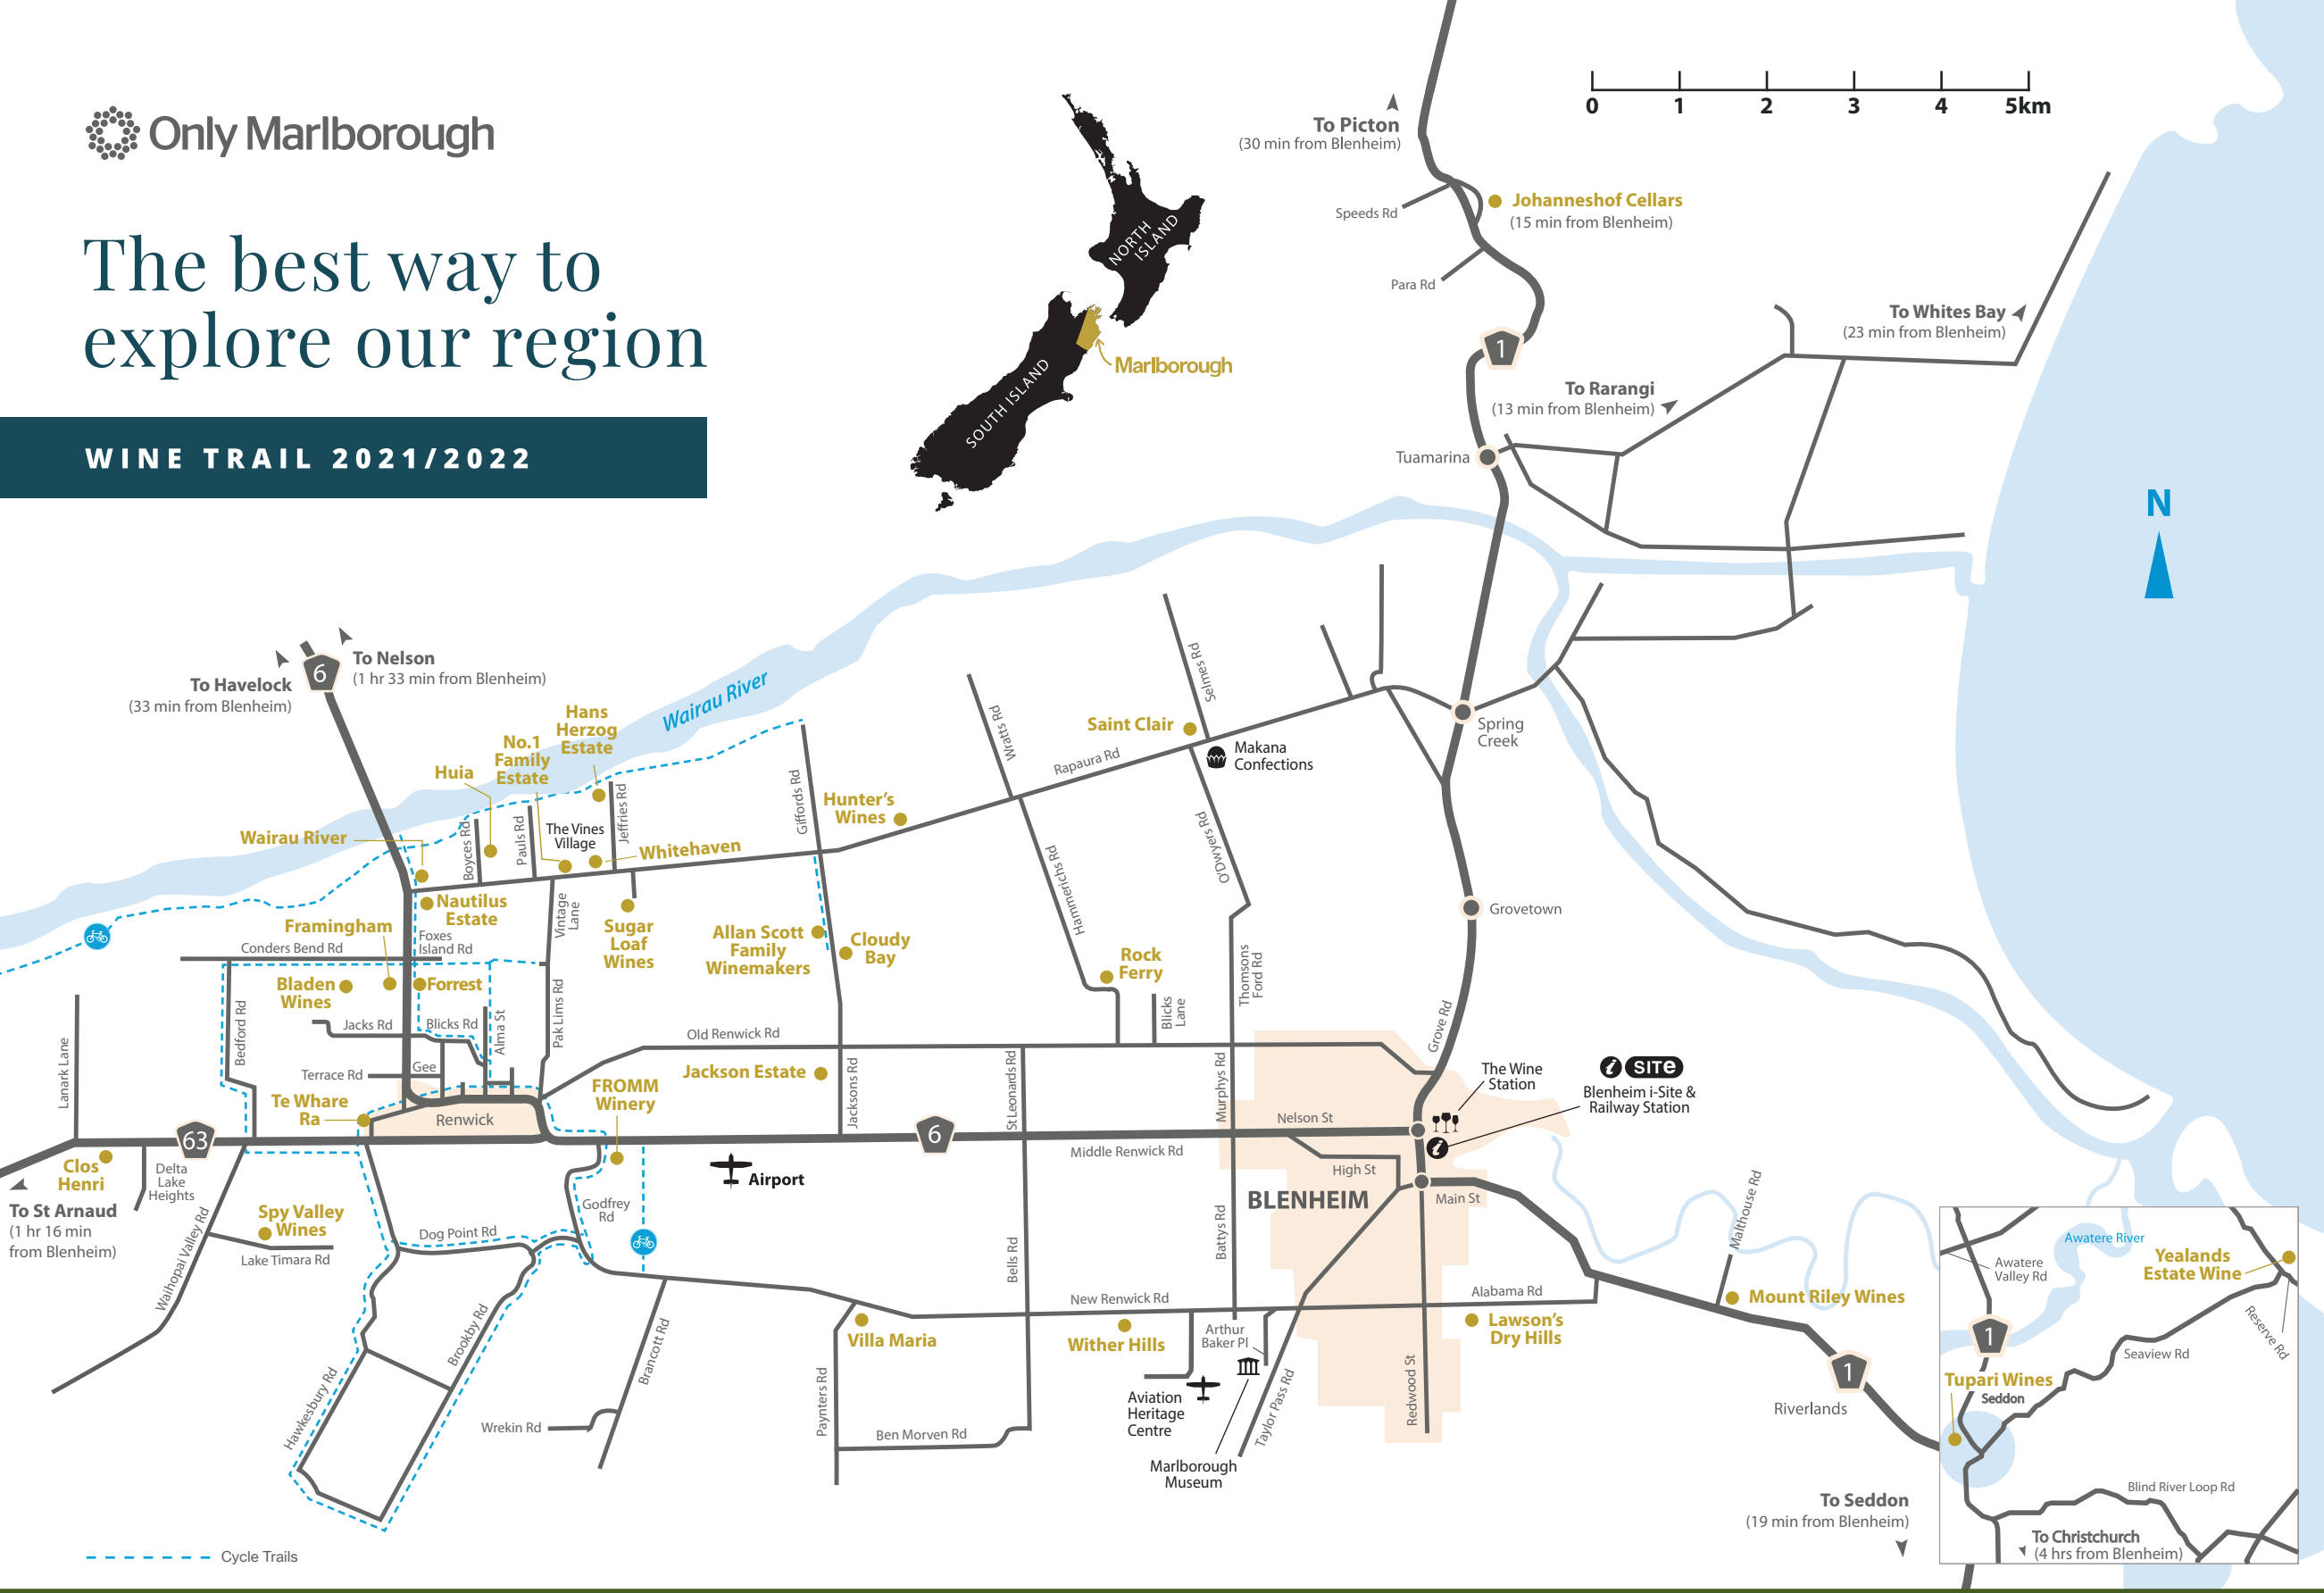 Only Marlborough
The best way to
explore our region
WINE TRAIL 2021/2022
NORTH
ISLAND
SOUTH ISLAND
Marlborough
0 1 2 3 4 5km
To Picton
(30 min from Blenheim)
Speeds Rd
Johanneshof Cellars
(15 min from Blenheim)
Para Rd
1
To Whites Bay
(23 min from Blenheim)
To Rarangi
(13 min from Blenheim)
Tuamarina
N
6
To Nelson
(1 hr 33 min from Blenheim)
To Havelock
(33 min from Blenheim)
Wairau River
Hans
Herzog
Estate
No.1
Family
Estate
Huia
Wairau River
Boyces Rd
Pauls Rd
The Vines
Village
Jeffries Rd
Whitehaven
Giffords Rd
Hunter's
Wines
Wratts Rd
Rapaura Rd
Selmes Rd
Saint Clair
Makana
Confections
Spring
Creek
O'Dwyers Rd
Hammerichs Rd
Grovetown
Nautilus
Estate
Framingham
Foxes
Island Rd
Conders Bend Rd
Vintage
Lane
Sugar
Loaf
Wines
Allan Scott
Family
Winemakers
Cloudy
Bay
Rock
Ferry
Blicks
Lane
Thomsons
Ford Rd
Grove Rd
Bladen
Wines
Forrest
Bedford Rd
Jacks Rd
Blicks Rd
Alma St
Pak Lims Rd
Old Renwick Rd
Lanark Lane
Terrace Rd
Gee
Te Whare
Ra
Renwick
FROMM
Winery
Jackson Estate
Jacksons Rd
St Leonards Rd
Murphys Rd
Nelson St
The Wine
Station
i SITE
Blenheim i-Site &
Railway Station
63
6
Middle Renwick Rd
High St
BLENHEIM
Main St
Clos
Henri
Delta
Lake
Heights
To St Arnaud
(1 hr 16 min
from Blenheim)
Spy Valley
Wines
Lake Timara Rd
Waihopai Valley Rd
Dog Point Rd
Godfrey
Rd
Airport
Bells Rd
Battys Rd
Malthouse Rd
Mount Riley Wines
New Renwick Rd
Alabama Rd
Lawson's
Dry Hills
Hawkesbury Rd
Brookby Rd
Brancott Rd
Wrekin Rd
Villa Maria
Paynters Rd
Ben Morven Rd
Wither Hills
Arthur
Baker Pl
Aviation
Heritage
Centre
Marlborough
Museum
Taylor Pass Rd
Redwood St
1
Riverlands
To Seddon
(19 min from Blenheim)
Awatere River
Awatere
Valley Rd
Yealands
Estate Wine
1
Reserve Rd
Seaview Rd
Tupari Wines
Seddon
Blind River Loop Rd
To Christchurch
(4 hrs from Blenheim)
Cycle Trails